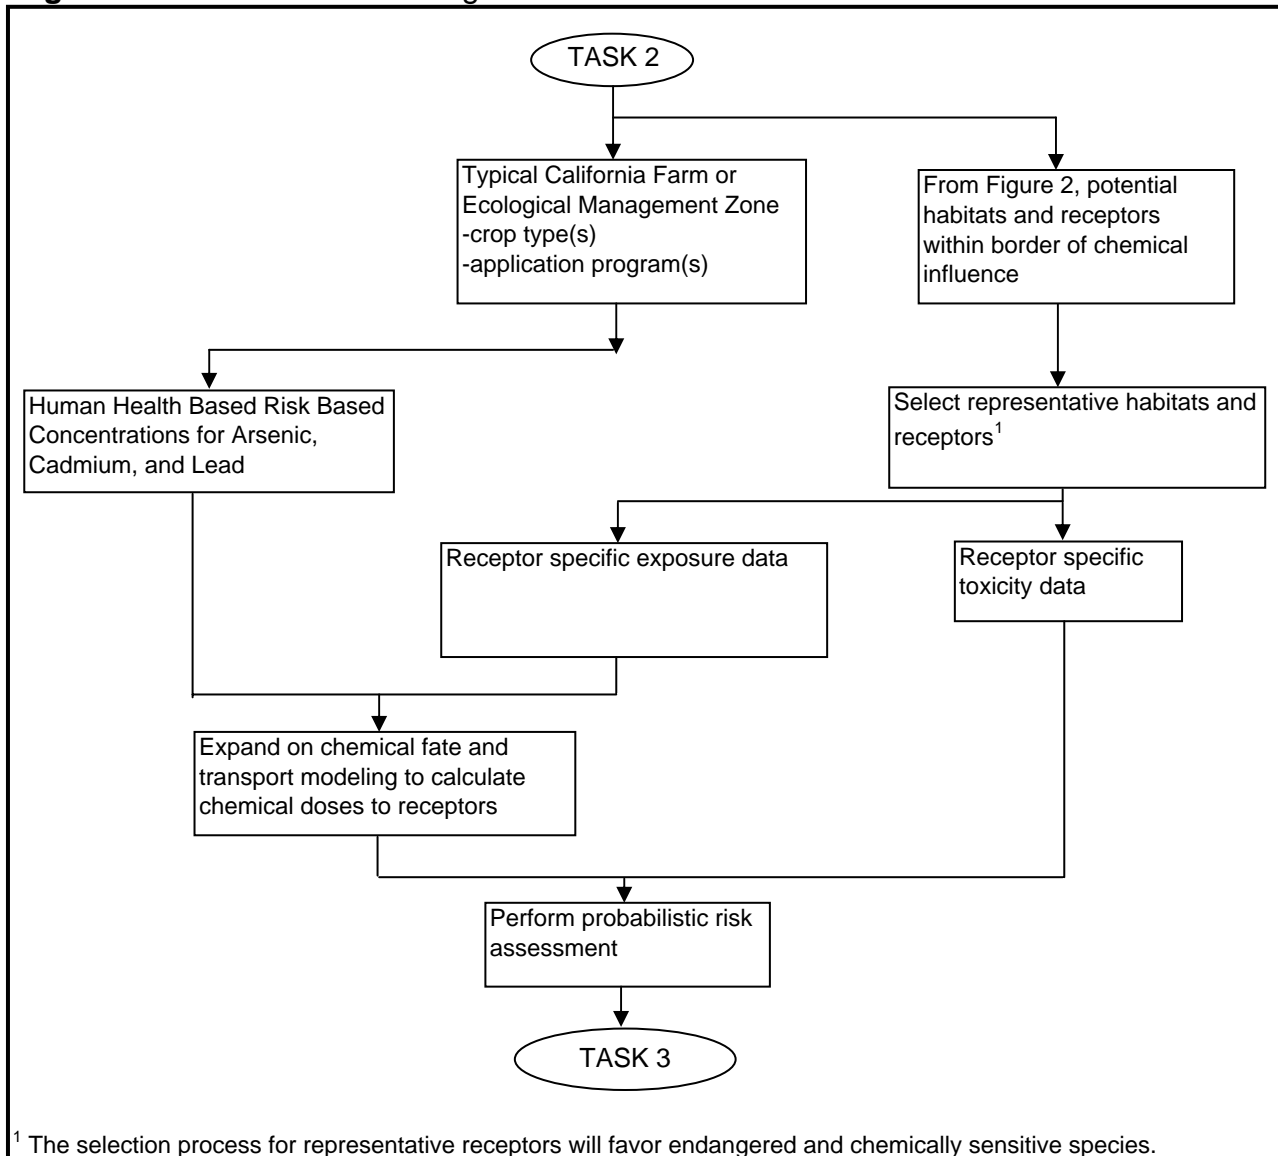 TASK 2
Typical California Farm or
Ecological Management Zone
-crop type(s)
-application program(s)
From Figure 2, potential
habitats and receptors
within border of chemical
influence
Human Health Based Risk Based
Concentrations for Arsenic,
Cadmium, and Lead
Select representative habitats and
receptors¹
Receptor specific exposure data
Receptor specific
toxicity data
Expand on chemical fate and
transport modeling to calculate
chemical doses to receptors
Perform probabilistic risk
assessment
TASK 3
¹ The selection process for representative receptors will favor endangered and chemically sensitive species.